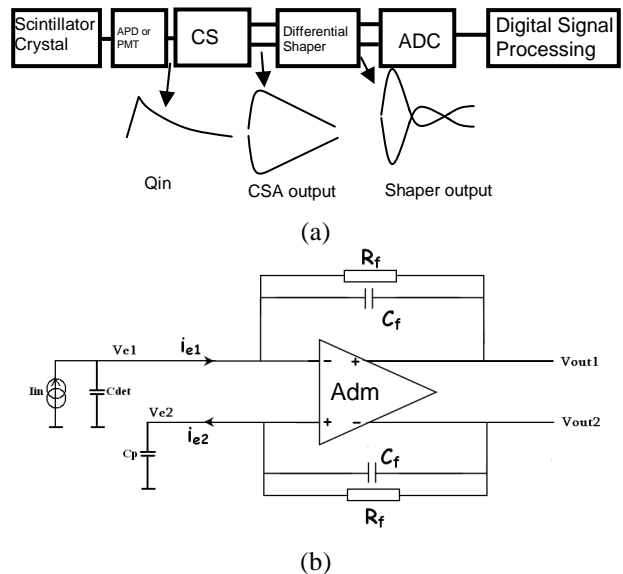 Scintillator
Crystal
APD or
PMT
CS
Differential
Shaper
ADC
Digital Signal
Processing
Qin
CSA output
Shaper output
(a)
Rf
Cf
Ve1
ie1
Iin
Cdet
Adm
− +
+ −
Vout1
Ve2
ie2
Cp
Vout2
Cf
Rf
(b)